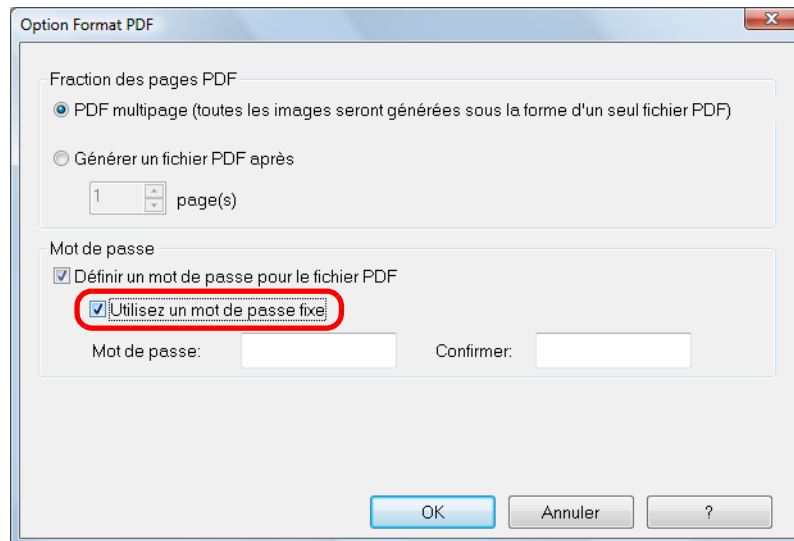 Option Format PDF
Fraction des pages PDF
PDF multipage (toutes les images seront générées sous la forme d'un seul fichier PDF)
Générer un fichier PDF après
1 page(s)
Mot de passe
Définir un mot de passe pour le fichier PDF
Utilisez un mot de passe fixe
Mot de passe: Confirmer:
OK Annuler ?